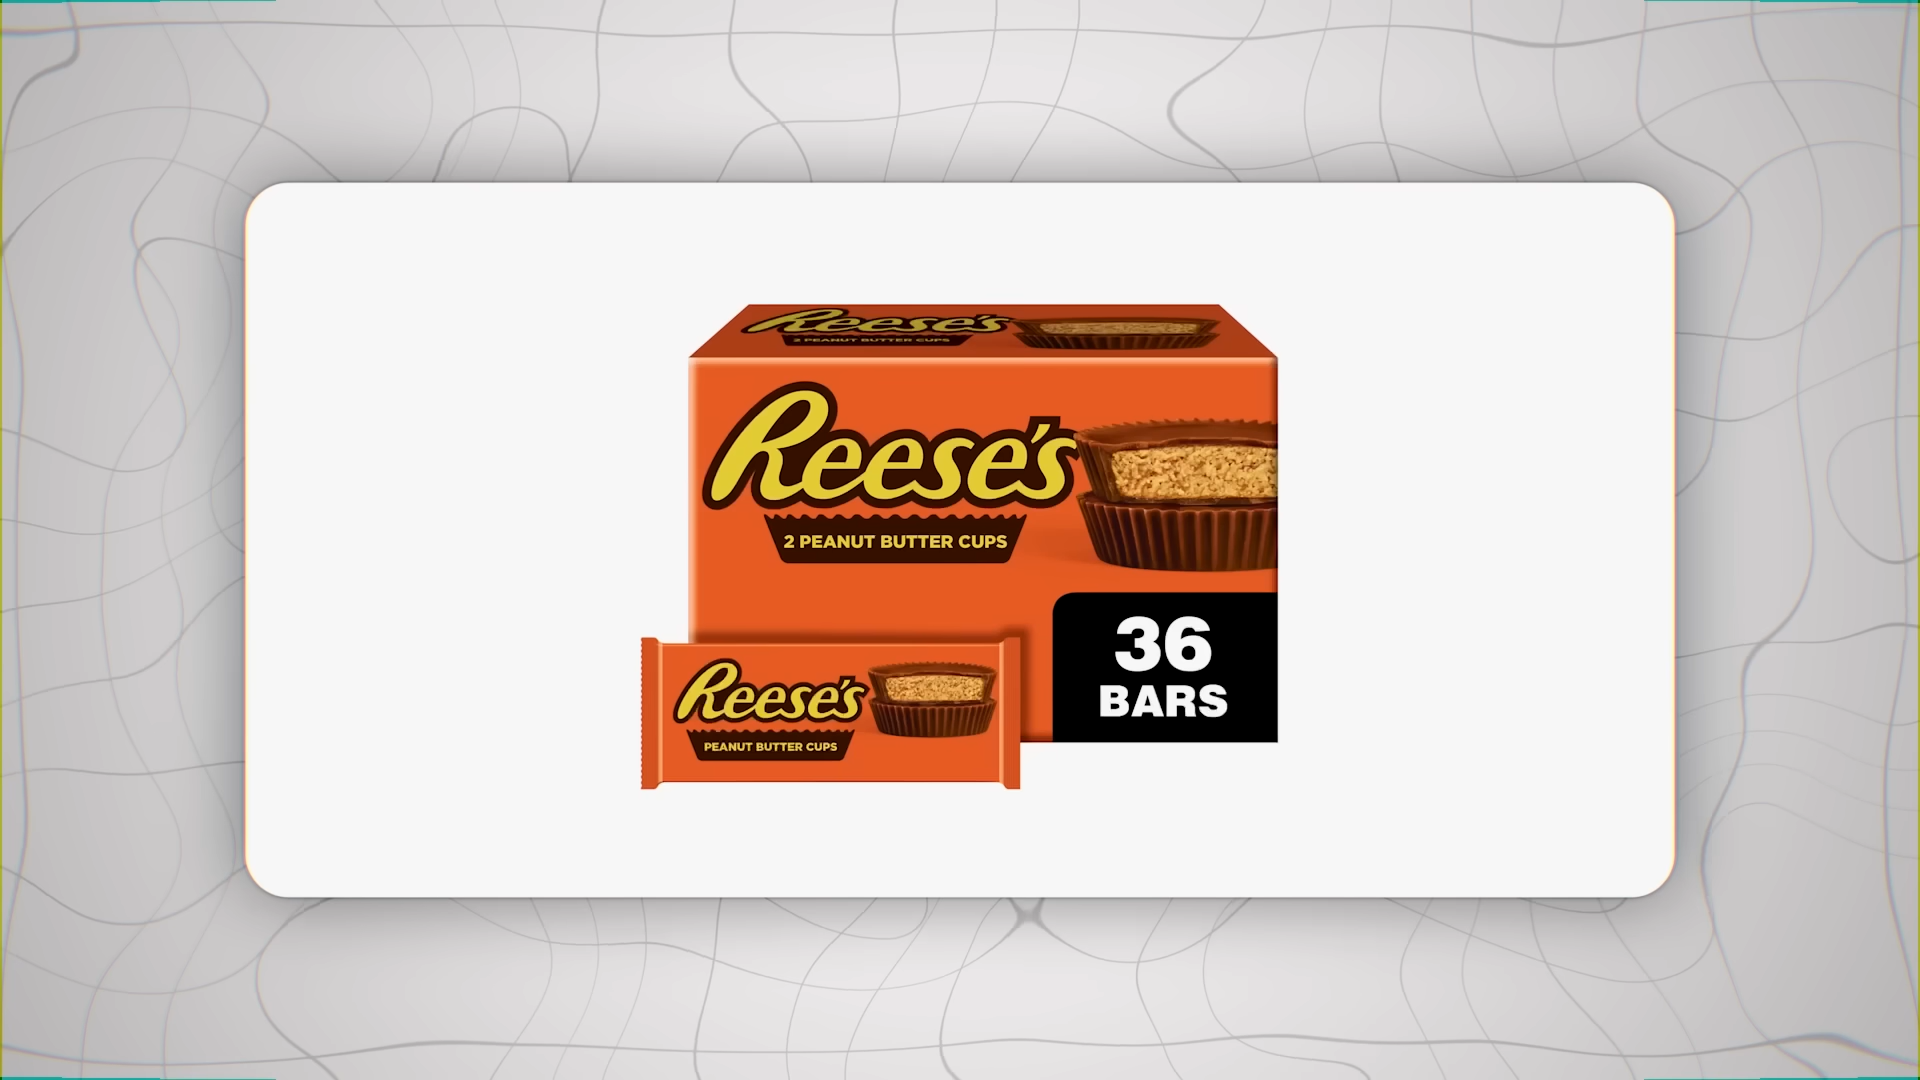 Reese's
2 PEANUT BUTTER CUPS
Reese's
2 PEANUT BUTTER CUPS
36
BARS
Reese's
PEANUT BUTTER CUPS